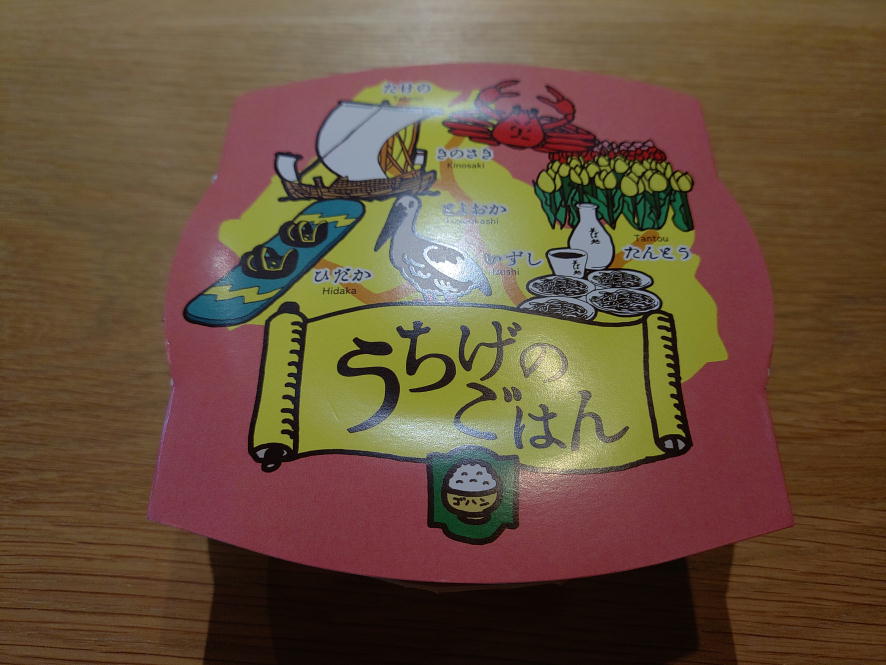 たけの
きのさき
Kinosaki
とよおか
Tantou
たんとう
いずし
Izushi
ひだか
Hidaka
うちげの
ごはん
ゴハン